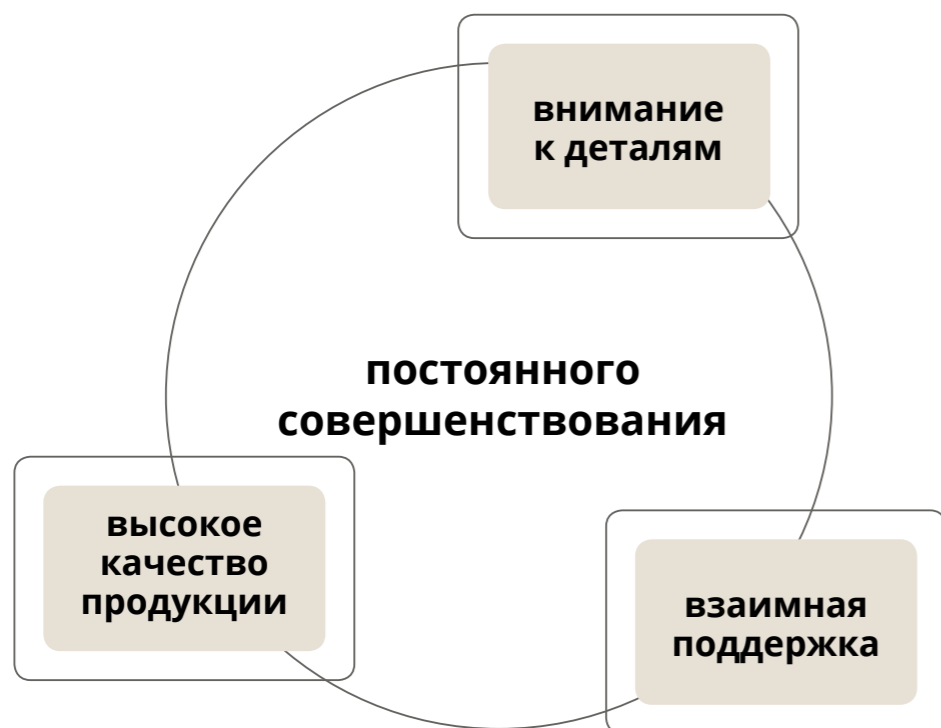 внимание
к деталям
постоянного
совершенствования
высокое
качество
продукции
взаимная
поддержка